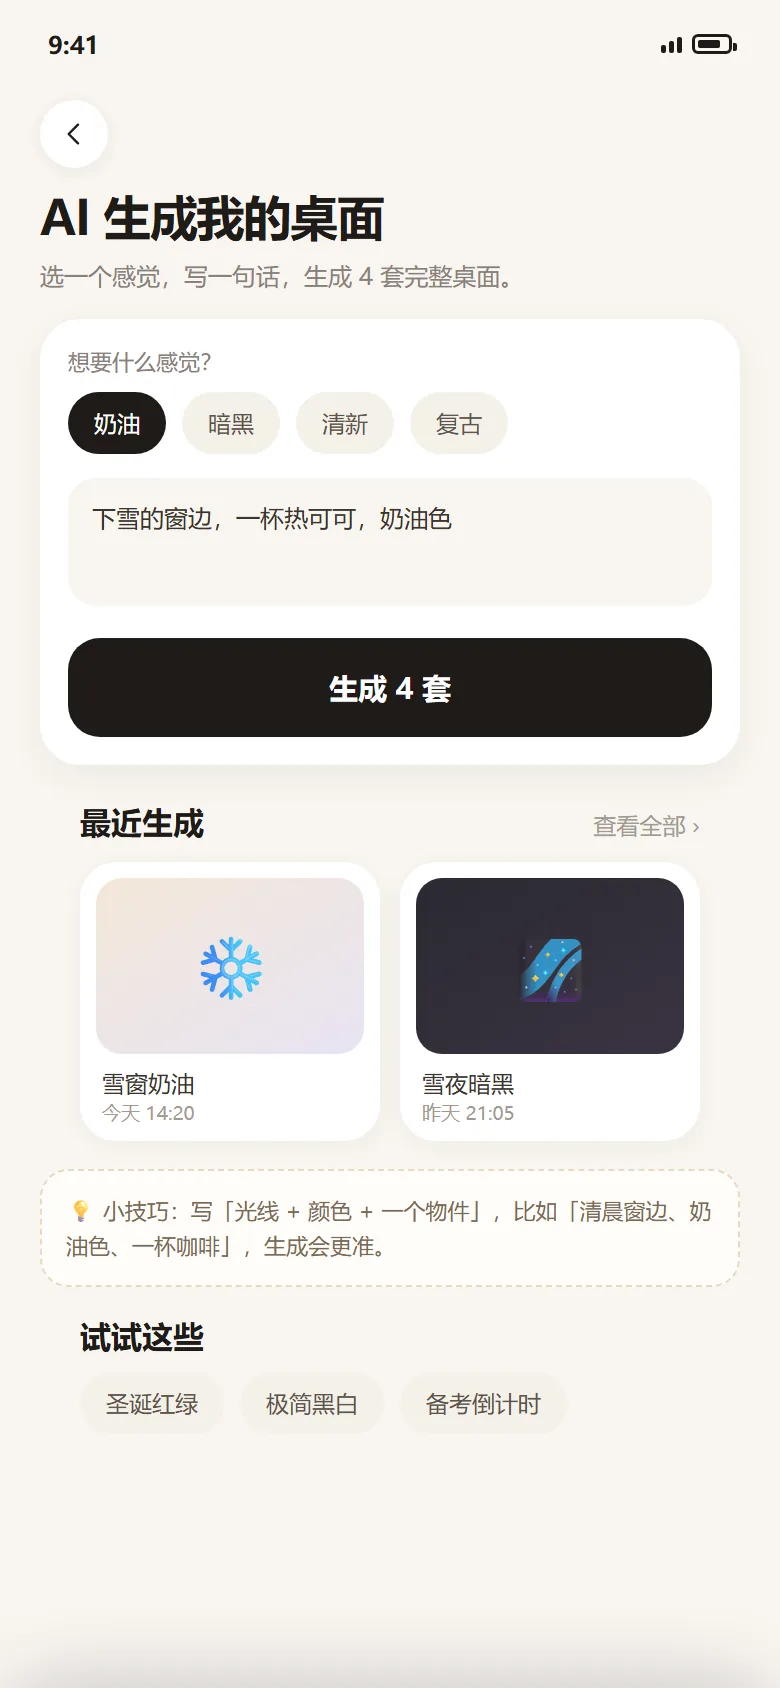 9:41
AI 生成我的桌面
选一个感觉，写一句话，生成 4 套完整桌面。
想要什么感觉？
奶油 暗黑 清新 复古
下雪的窗边，一杯热可可，奶油色
生成 4 套
最近生成 查看全部 ›
雪窗奶油 雪夜暗黑
今天 14:20 昨天 21:05
小技巧：写「光线 + 颜色 + 一个物件」，比如「清晨窗边、奶
油色、一杯咖啡」，生成会更准。
试试这些
圣诞红绿 极简黑白 备考倒计时